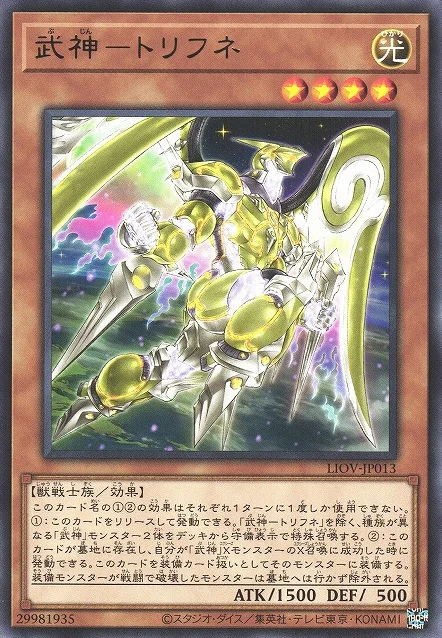 武神－トリフネ
光
LIOV-JP013
【獣戦士族／効果】
このカード名の①②の効果はそれぞれ1ターンに1度しか使用できない。
①：このカードをリリースして発動できる。「武神－トリフネ」を除く、種族が異
なる「武神」モンスター2体をデッキから守備表示で特殊召喚する。②：この
カードが墓地に存在し、自分が「武神」XモンスターのX召喚に成功した時に
発動できる。このカードを装備カード扱いとしてそのモンスターに装備する。
装備モンスターが戦闘で破壊したモンスターは墓地へは行かず除外される。
ATK/1500 DEF/ 500
29981935
©スタジオ・ダイス/集英社・テレビ東京・KONAMI